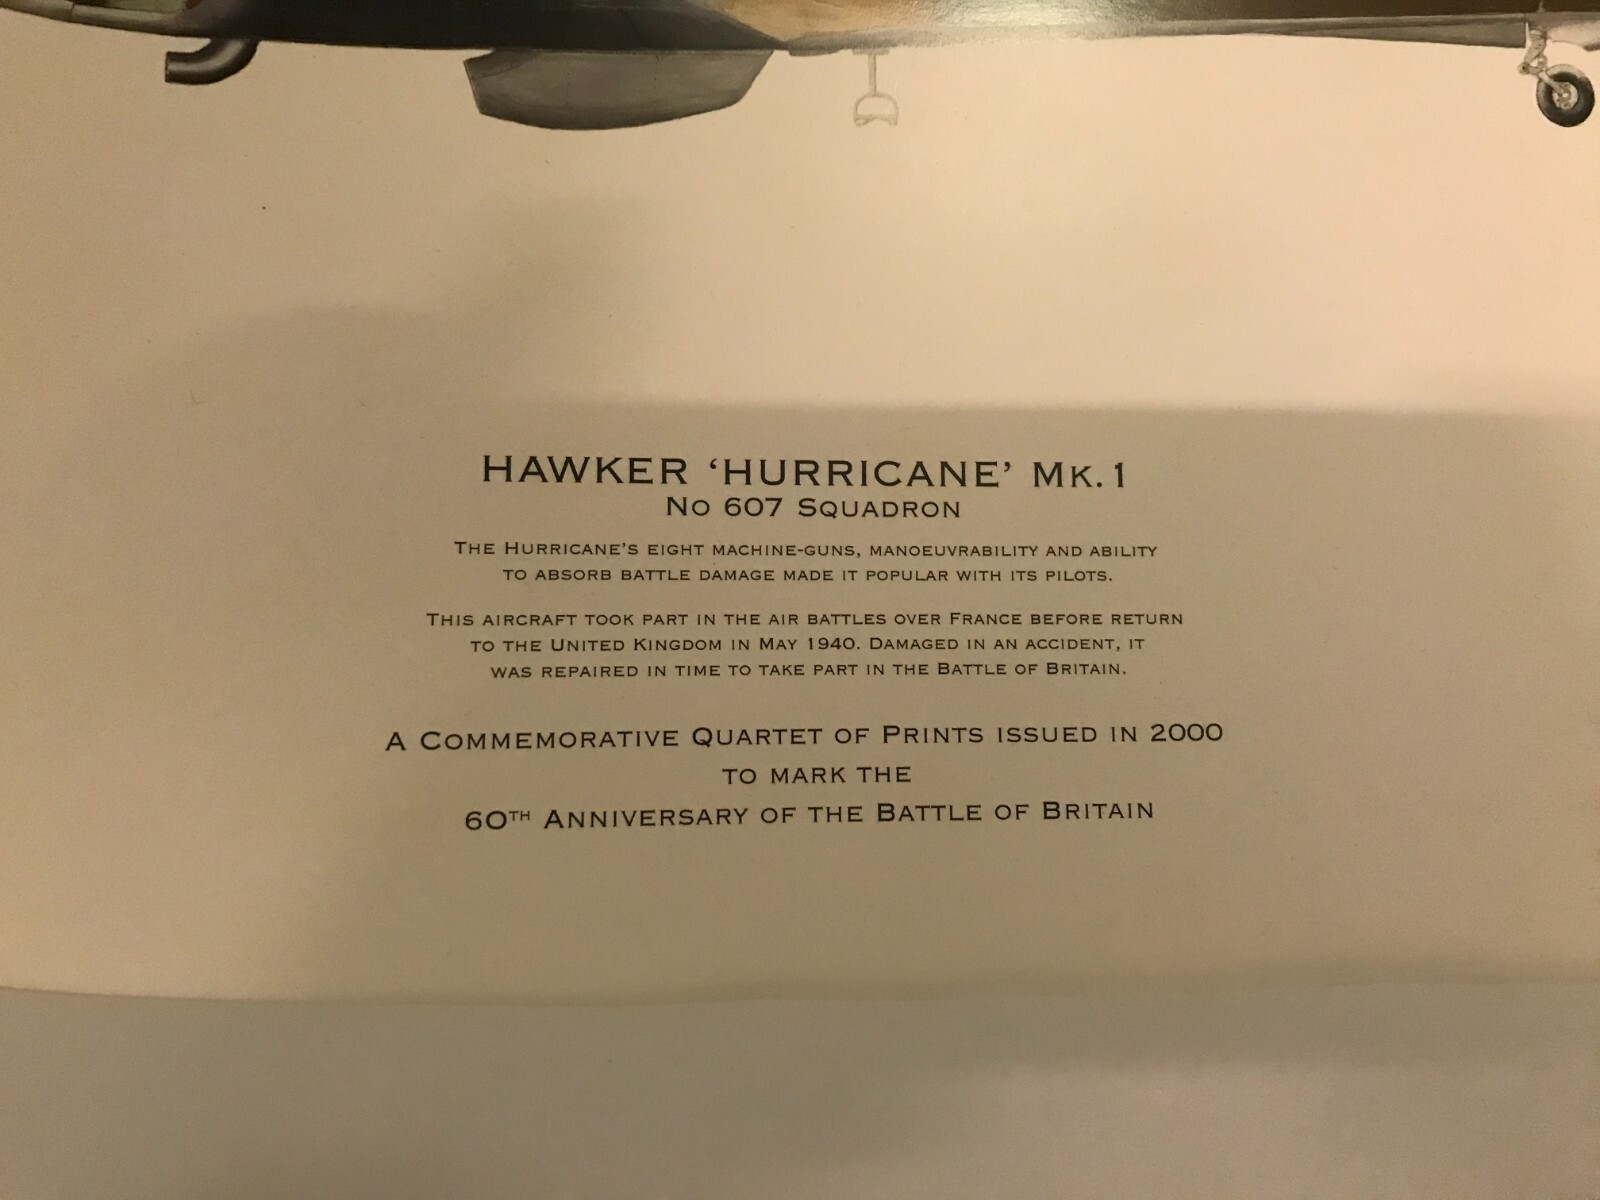 HAWKER ‘HURRICANE’ MK.1
NO 607 SQUADRON
THE HURRICANE’S EIGHT MACHINE-GUNS, MANOEUVRABILITY AND ABILITY
TO ABSORB BATTLE DAMAGE MADE IT POPULAR WITH ITS PILOTS.
THIS AIRCRAFT TOOK PART IN THE AIR BATTLES OVER FRANCE BEFORE RETURN
TO THE UNITED KINGDOM IN MAY 1940. DAMAGED IN AN ACCIDENT, IT
WAS REPAIRED IN TIME TO TAKE PART IN THE BATTLE OF BRITAIN.
A COMMEMORATIVE QUARTET OF PRINTS ISSUED IN 2000
TO MARK THE
60TH ANNIVERSARY OF THE BATTLE OF BRITAIN